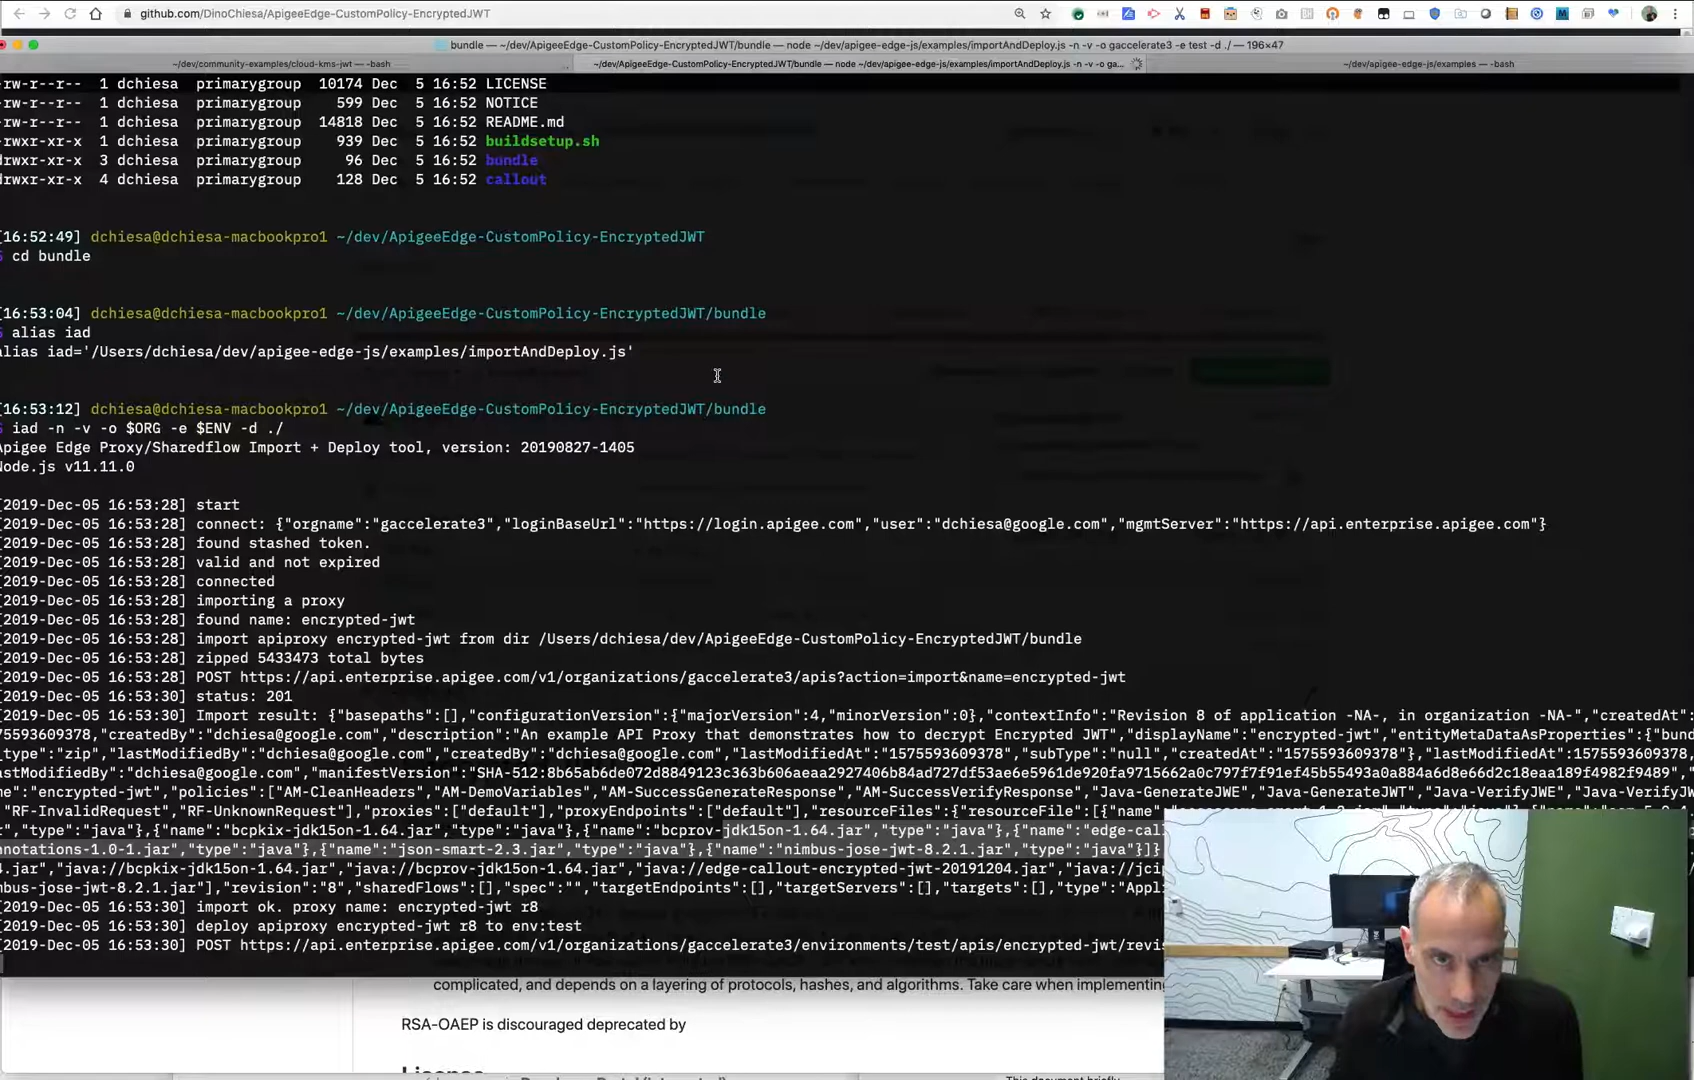 github.com/DinoChiesa/ApigeeEdge-CustomPolicy-EncryptedJWT
bundle — ~/dev/ApigeeEdge-CustomPolicy-EncryptedJWT/bundle — node ~/dev/apigee-edge-js/examples/importAndDeploy.js -n -v -o gaccelerate3 -e test -d ./ — 196×47
~/dev/community-examples/cloud-kms-jwt — -bash
~/dev/ApigeeEdge-CustomPolicy-EncryptedJWT/bundle — node ~/dev/apigee-edge-js/examples/importAndDeploy.js -n -v -o ga...
~/dev/apigee-edge-js/examples — -bash
-rw-r--r-- 1 dchiesa primarygroup 10174 Dec 5 16:52 LICENSE
-rw-r--r-- 1 dchiesa primarygroup 599 Dec 5 16:52 NOTICE
-rw-r--r-- 1 dchiesa primarygroup 14818 Dec 5 16:52 README.md
-rwxr-xr-x 1 dchiesa primarygroup 939 Dec 5 16:52 buildsetup.sh
drwxr-xr-x 3 dchiesa primarygroup 96 Dec 5 16:52 bundle
drwxr-xr-x 4 dchiesa primarygroup 128 Dec 5 16:52 callout
[16:52:49] dchiesa@dchiesa-macbookpro1 ~/dev/ApigeeEdge-CustomPolicy-EncryptedJWT
$ cd bundle
[16:53:04] dchiesa@dchiesa-macbookpro1 ~/dev/ApigeeEdge-CustomPolicy-EncryptedJWT/bundle
$ alias iad
alias iad='/Users/dchiesa/dev/apigee-edge-js/examples/importAndDeploy.js'
[16:53:12] dchiesa@dchiesa-macbookpro1 ~/dev/ApigeeEdge-CustomPolicy-EncryptedJWT/bundle
$ iad -n -v -o $ORG -e $ENV -d ./
Apigee Edge Proxy/Sharedflow Import + Deploy tool, version: 20190827-1405
Node.js v11.11.0
[2019-Dec-05 16:53:28] start
[2019-Dec-05 16:53:28] connect: {"orgname":"gaccelerate3","loginBaseUrl":"https://login.apigee.com","user":"dchiesa@google.com","mgmtServer":"https://api.enterprise.apigee.com"}
[2019-Dec-05 16:53:28] found stashed token.
[2019-Dec-05 16:53:28] valid and not expired
[2019-Dec-05 16:53:28] connected
[2019-Dec-05 16:53:28] importing a proxy
[2019-Dec-05 16:53:28] found name: encrypted-jwt
[2019-Dec-05 16:53:28] import apiproxy encrypted-jwt from dir /Users/dchiesa/dev/ApigeeEdge-CustomPolicy-EncryptedJWT/bundle
[2019-Dec-05 16:53:28] zipped 5433473 total bytes
[2019-Dec-05 16:53:28] POST https://api.enterprise.apigee.com/v1/organizations/gaccelerate3/apis?action=import&name=encrypted-jwt
[2019-Dec-05 16:53:30] status: 201
[2019-Dec-05 16:53:30] Import result: {"basepaths":[],"configurationVersion":{"majorVersion":4,"minorVersion":0},"contextInfo":"Revision 8 of application -NA-, in organization -NA-","createdAt":
575593609378,"createdBy":"dchiesa@google.com","description":"An example API Proxy that demonstrates how to decrypt Encrypted JWT","displayName":"encrypted-jwt","entityMetaDataAsProperties":{"bund
_type":"zip","lastModifiedBy":"dchiesa@google.com","createdBy":"dchiesa@google.com","lastModifiedAt":"1575593609378","subType":"null","createdAt":"1575593609378"},"lastModifiedAt":1575593609378,
astModifiedBy":"dchiesa@google.com","manifestVersion":"SHA-512:8b65ab6de072d8849123c363b606aeaa2927406b84ad727df53ae6e5961de920fa9715662a0c797f7f91ef45b55493a0a884a6d8e66d2c18eaa189f4982f9489",
me":"encrypted-jwt","policies":["AM-CleanHeaders","AM-DemoVariables","AM-SuccessGenerateResponse","AM-SuccessVerifyResponse","Java-GenerateJWE","Java-GenerateJWT","Java-VerifyJWE","Java-VerifyJW
"RF-InvalidRequest","RF-UnknownRequest"],"proxies":["default"],"proxyEndpoints":["default"],"resourceFiles":{"resourceFile":[{"name
r","type":"java"},{"name":"bcpkix-jdk15on-1.64.jar","type":"java"},{"name":"bcprov-jdk15on-1.64.jar","type":"java"},{"name":"edge-cal
notations-1.0-1.jar","type":"java"},{"name":"json-smart-2.3.jar","type":"java"},{"name":"nimbus-jose-jwt-8.2.1.jar","type":"java"}]}
4.jar","java://bcpkix-jdk15on-1.64.jar","java://bcprov-jdk15on-1.64.jar","java://edge-callout-encrypted-jwt-20191204.jar","java://jci
mbus-jose-jwt-8.2.1.jar"],"revision":"8","sharedFlows":[],"spec":"","targetEndpoints":[],"targetServers":[],"targets":[],"type":"Appl
[2019-Dec-05 16:53:30] import ok. proxy name: encrypted-jwt r8
[2019-Dec-05 16:53:30] deploy apiproxy encrypted-jwt r8 to env:test
[2019-Dec-05 16:53:30] POST https://api.enterprise.apigee.com/v1/organizations/gaccelerate3/environments/test/apis/encrypted-jwt/revis
complicated, and depends on a layering of protocols, hashes, and algorithms. Take care when implementing
RSA-OAEP is discouraged deprecated by
License
This document briefly